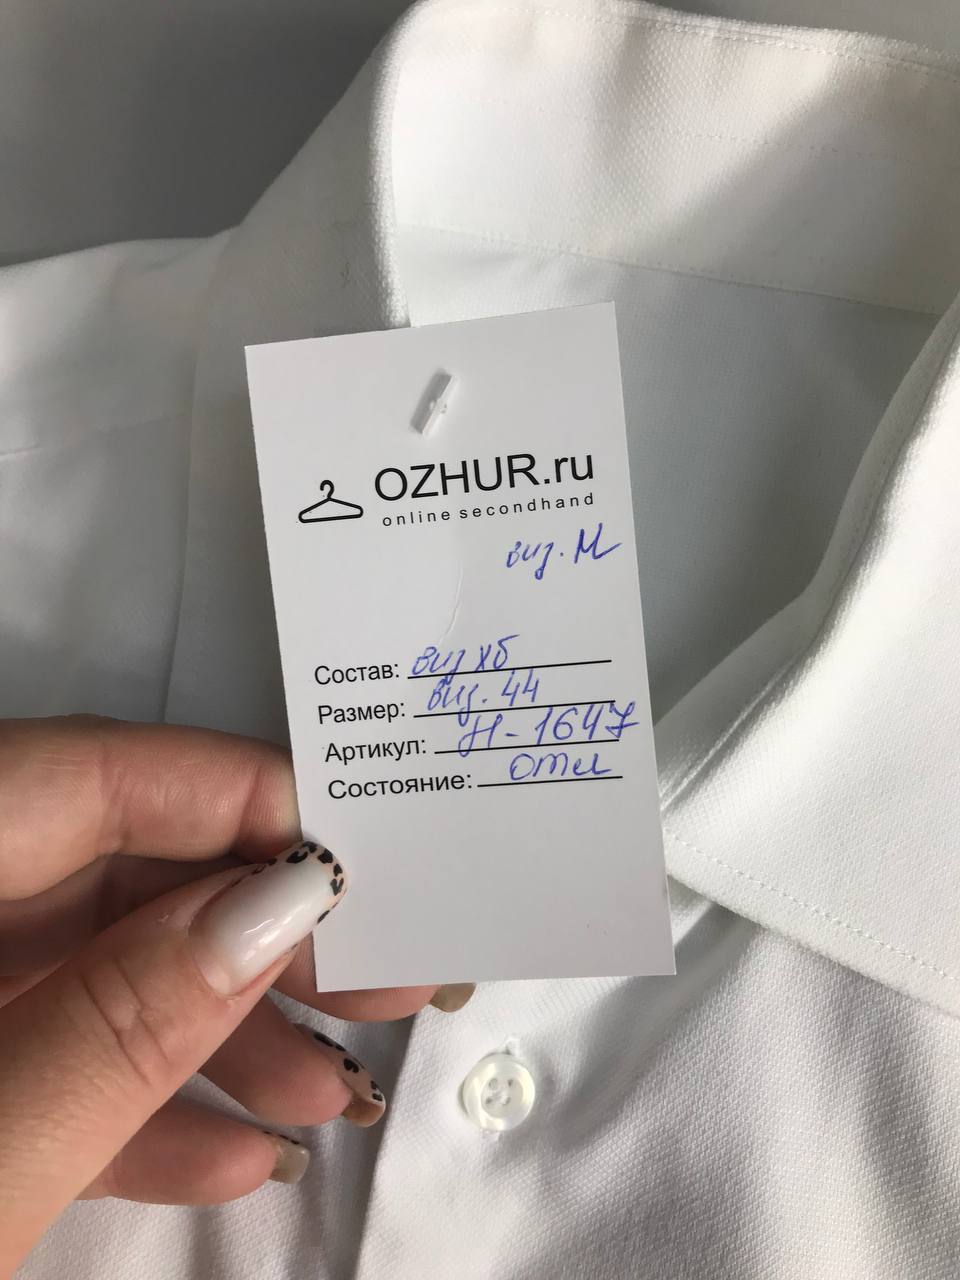 OZHUR.ru
online secondhand
виз. М
Состав: виз хб
Размер: виз. 44
Артикул: Н-1647
Состояние: отл